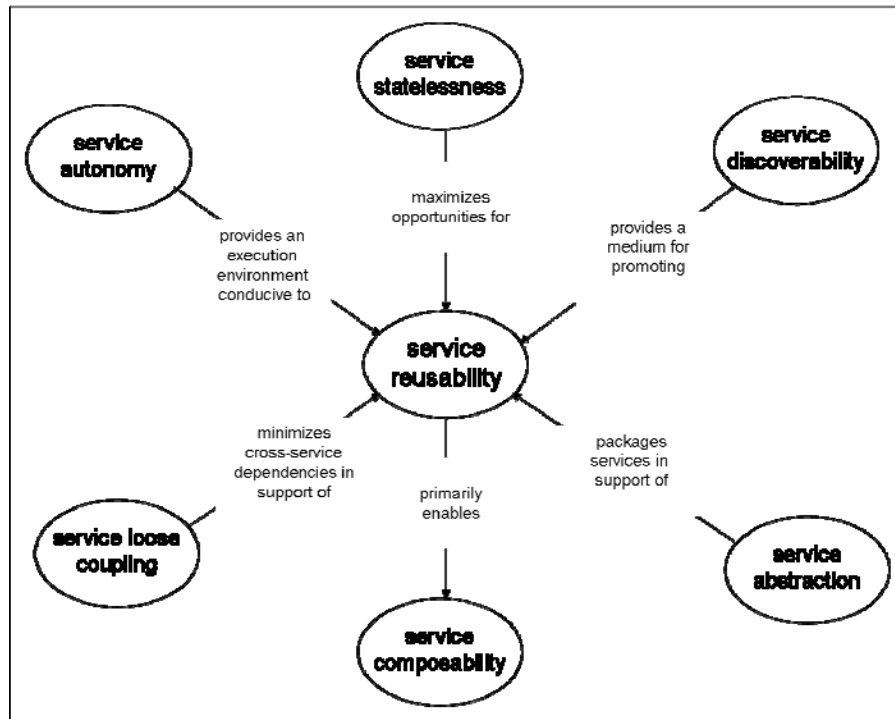 service
statelessness
service
autonomy
service
discoverability
maximizes
opportunities for
provides an
execution
environment
conducive to
provides a
medium for
promoting
service
reusability
minimizes
cross-service
dependencies in
support of
packages
services in
support of
primarily
enables
service loose
coupling
service
abstraction
service
composability